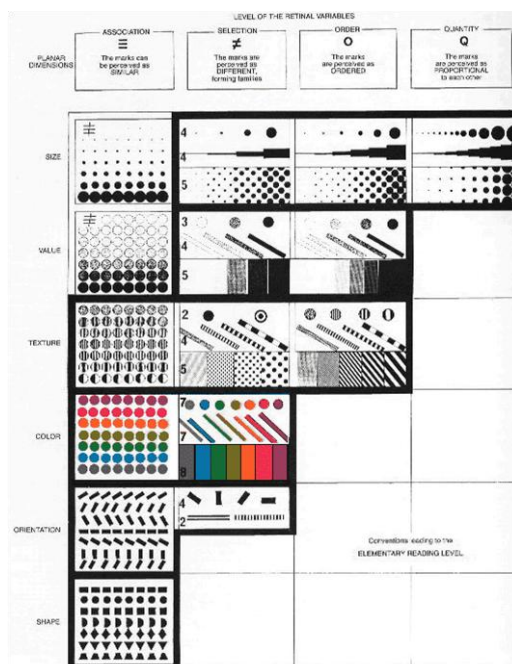 LEVEL OF THE RETINAL VARIABLES
PLANAR
DIMENSIONS
ASSOCIATION
≡
The marks can
be perceived as
SIMILAR
SELECTION
≠
The marks are
perceived as
DIFFERENT,
forming families
ORDER
O
The marks
are perceived as
ORDERED
QUANTITY
Q
The marks
are perceived as
PROPORTIONAL
to each other
SIZE
4
4
5
VALUE
3
4
5
TEXTURE
2
4
5
COLOR
7
7
8
ORIENTATION
4
2
Conventions leading to the
ELEMENTARY READING LEVEL.
SHAPE